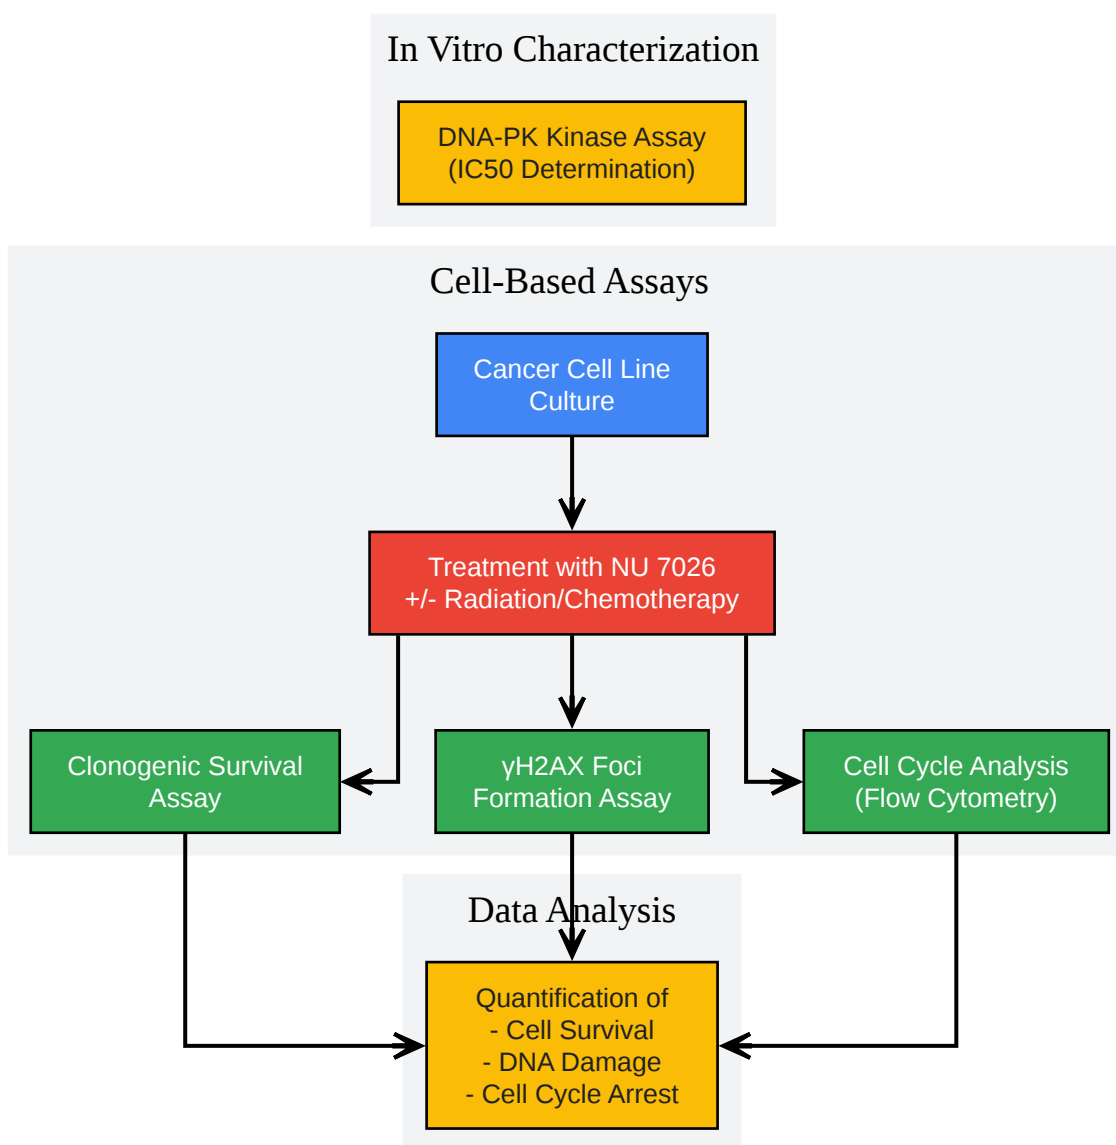 In Vitro Characterization
DNA-PK Kinase Assay
(IC50 Determination)
Cell-Based Assays
Cancer Cell Line
Culture
Treatment with NU 7026
+/- Radiation/Chemotherapy
Clonogenic Survival
Assay
γH2AX Foci
Formation Assay
Cell Cycle Analysis
(Flow Cytometry)
Data Analysis
Quantification of
- Cell Survival
- DNA Damage
- Cell Cycle Arrest